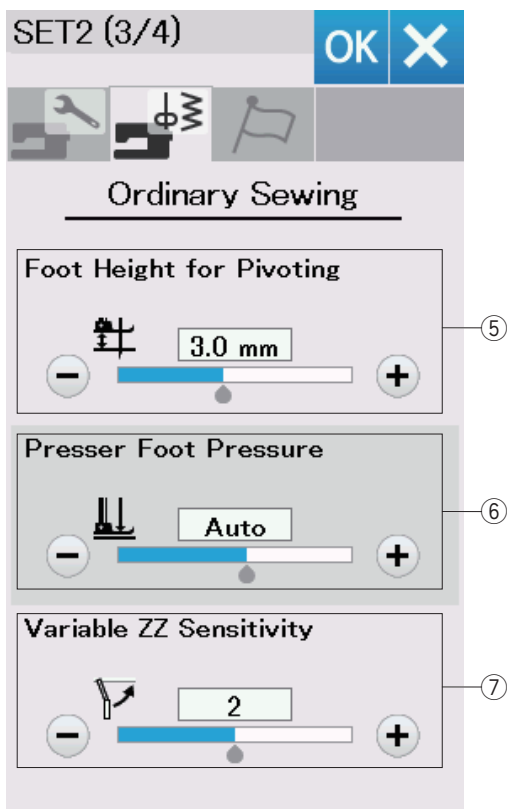 SET2 (3/4)
OK
Ordinary Sewing
Foot Height for Pivoting
3.0 mm
⑤
Presser Foot Pressure
Auto
⑥
Variable ZZ Sensitivity
2
⑦